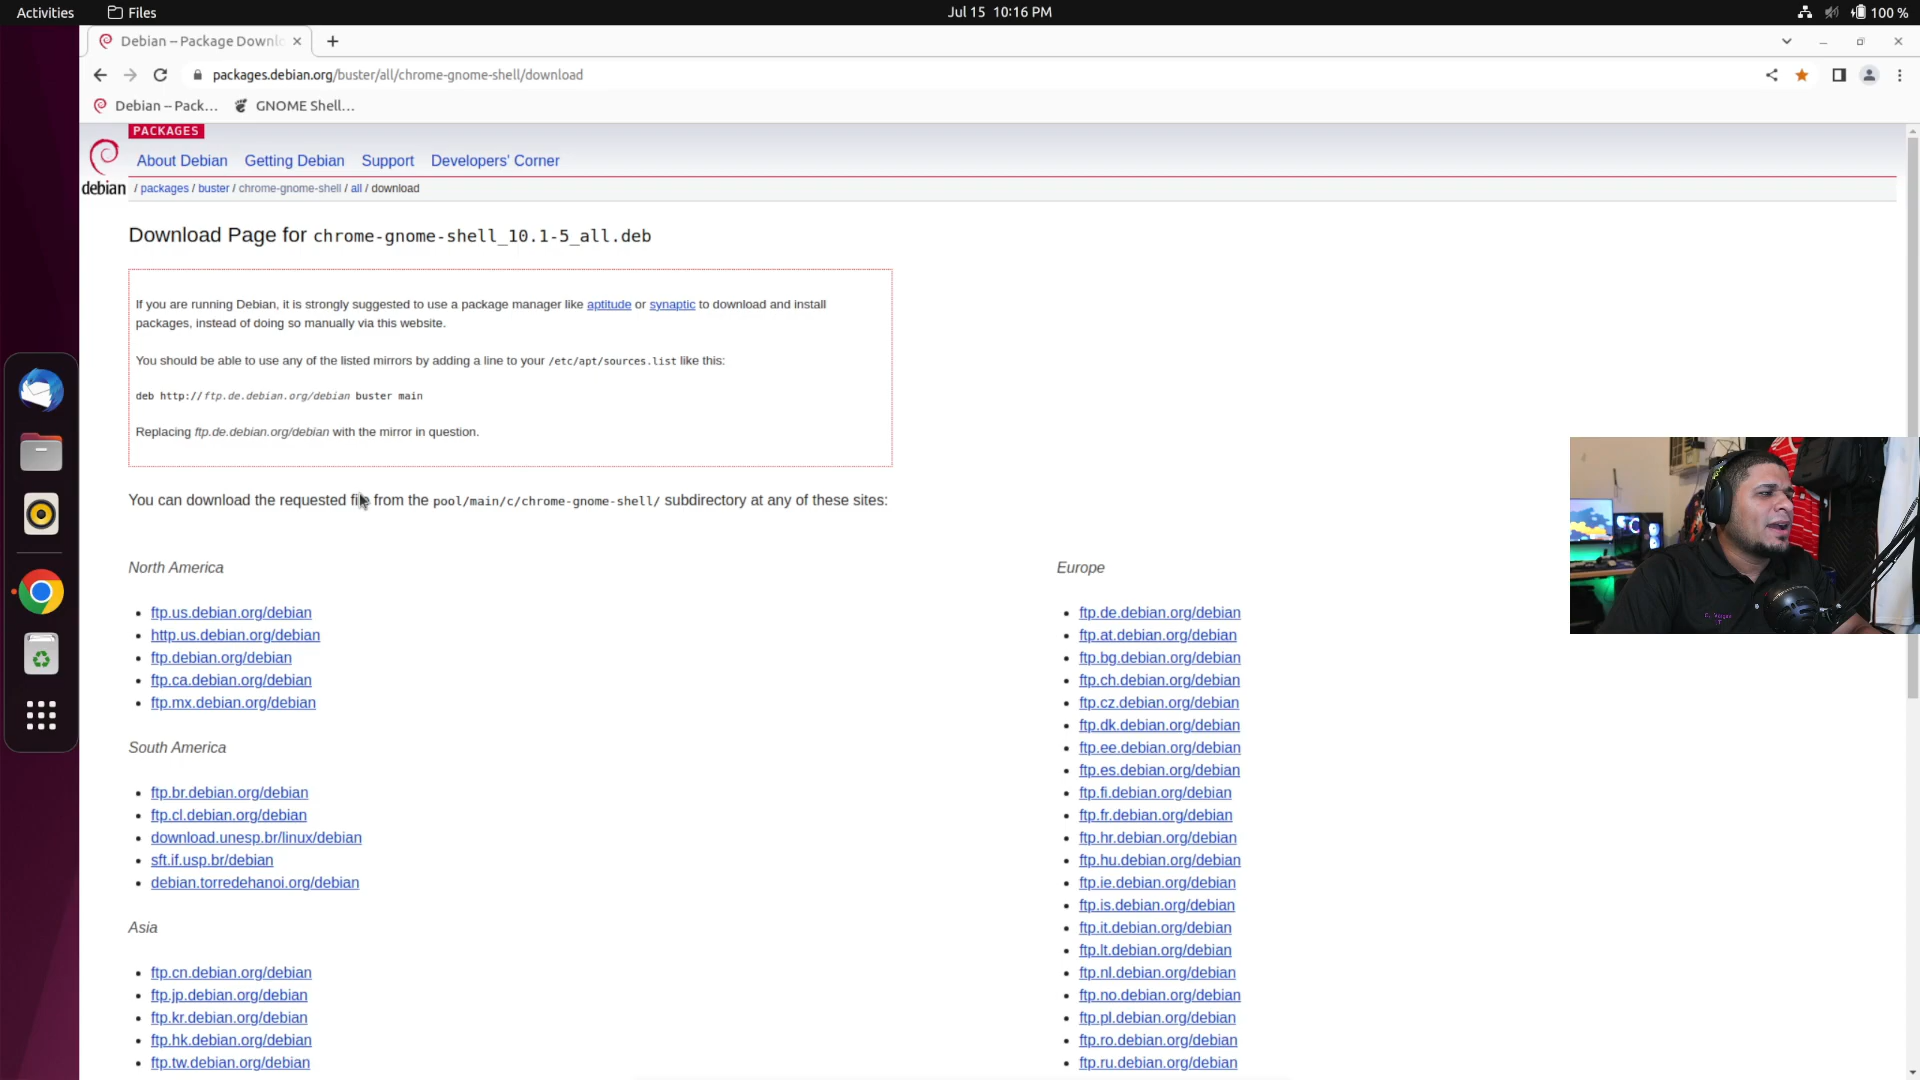 Activities
Files
Jul 15 10:16 PM
100 %
Debian -- Package Downl
packages.debian.org/buster/all/chrome-gnome-shell/download
Debian -- Pack...
GNOME Shell...
PACKAGES
About Debian Getting Debian Support Developers' Corner
debian
/ packages / buster / chrome-gnome-shell / all / download
Download Page for chrome-gnome-shell_10.1-5_all.deb
If you are running Debian, it is strongly suggested to use a package manager like aptitude or synaptic to download and install
packages, instead of doing so manually via this website.
You should be able to use any of the listed mirrors by adding a line to your /etc/apt/sources.list like this:
deb http://ftp.de.debian.org/debian buster main
Replacing ftp.de.debian.org/debian with the mirror in question.
You can download the requested file from the pool/main/c/chrome-gnome-shell/ subdirectory at any of these sites:
North America
ftp.us.debian.org/debian
http.us.debian.org/debian
ftp.debian.org/debian
ftp.ca.debian.org/debian
ftp.mx.debian.org/debian
South America
ftp.br.debian.org/debian
ftp.cl.debian.org/debian
download.unesp.br/linux/debian
sft.if.usp.br/debian
debian.torredehanoi.org/debian
Asia
ftp.cn.debian.org/debian
ftp.jp.debian.org/debian
ftp.kr.debian.org/debian
ftp.hk.debian.org/debian
ftp.tw.debian.org/debian
Europe
ftp.de.debian.org/debian
ftp.at.debian.org/debian
ftp.bg.debian.org/debian
ftp.ch.debian.org/debian
ftp.cz.debian.org/debian
ftp.dk.debian.org/debian
ftp.ee.debian.org/debian
ftp.es.debian.org/debian
ftp.fi.debian.org/debian
ftp.fr.debian.org/debian
ftp.hr.debian.org/debian
ftp.hu.debian.org/debian
ftp.ie.debian.org/debian
ftp.is.debian.org/debian
ftp.it.debian.org/debian
ftp.lt.debian.org/debian
ftp.nl.debian.org/debian
ftp.no.debian.org/debian
ftp.pl.debian.org/debian
ftp.ro.debian.org/debian
ftp.ru.debian.org/debian